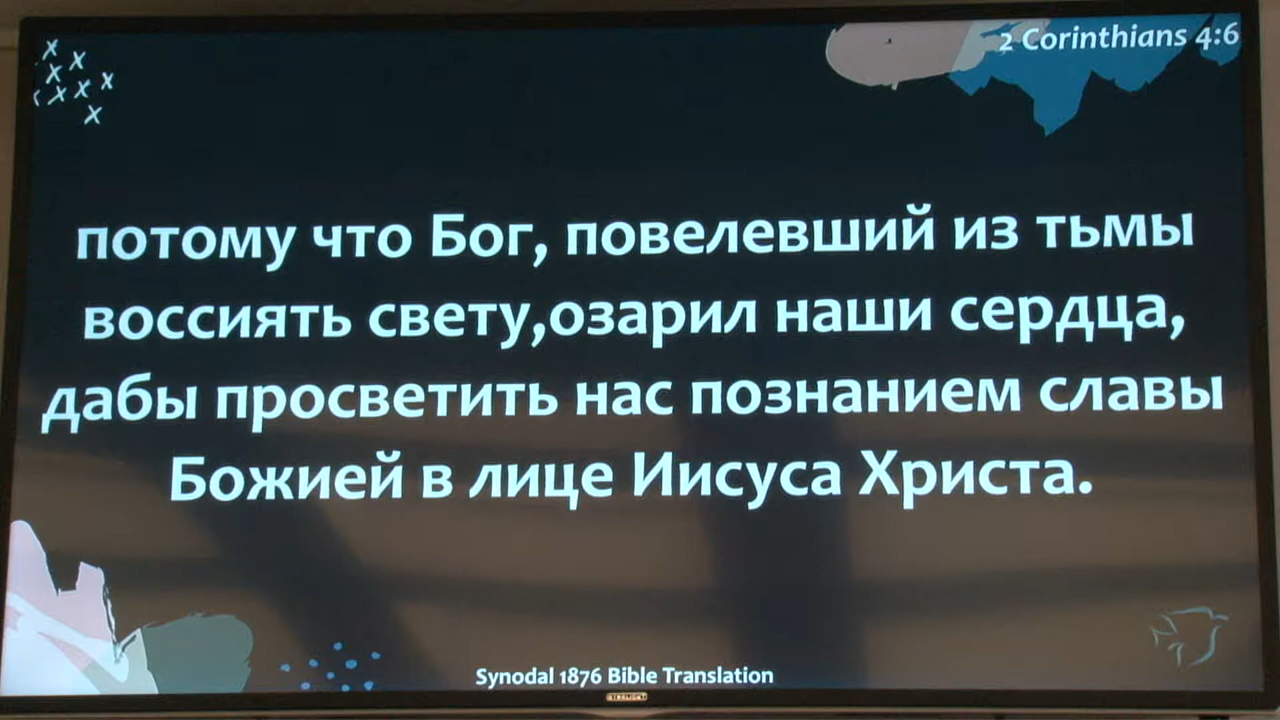 2 Corinthians 4:6
потому что Бог, повелевший из тьмы
воссиять свету,озарил наши сердца,
дабы просветить нас познанием славы
Божией в лице Иисуса Христа.
Synodal 1876 Bible Translation